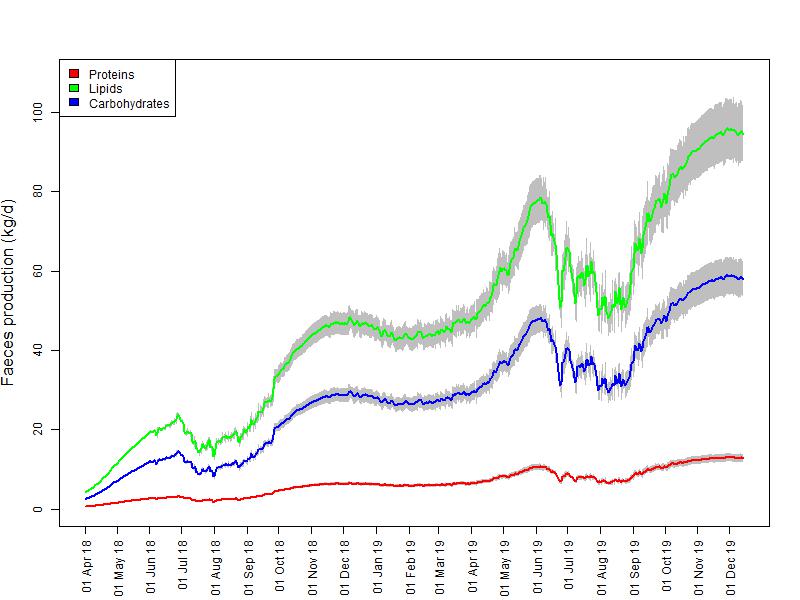 Proteins
Lipids
Carbohydrates
Faeces production (kg/d)
100
80
60
40
20
0
01 Apr 18
01 May 18
01 Jun 18
01 Jul 18
01 Aug 18
01 Sep 18
01 Oct 18
01 Nov 18
01 Dec 18
01 Jan 19
01 Feb 19
01 Mar 19
01 Apr 19
01 May 19
01 Jun 19
01 Jul 19
01 Aug 19
01 Sep 19
01 Oct 19
01 Nov 19
01 Dec 19